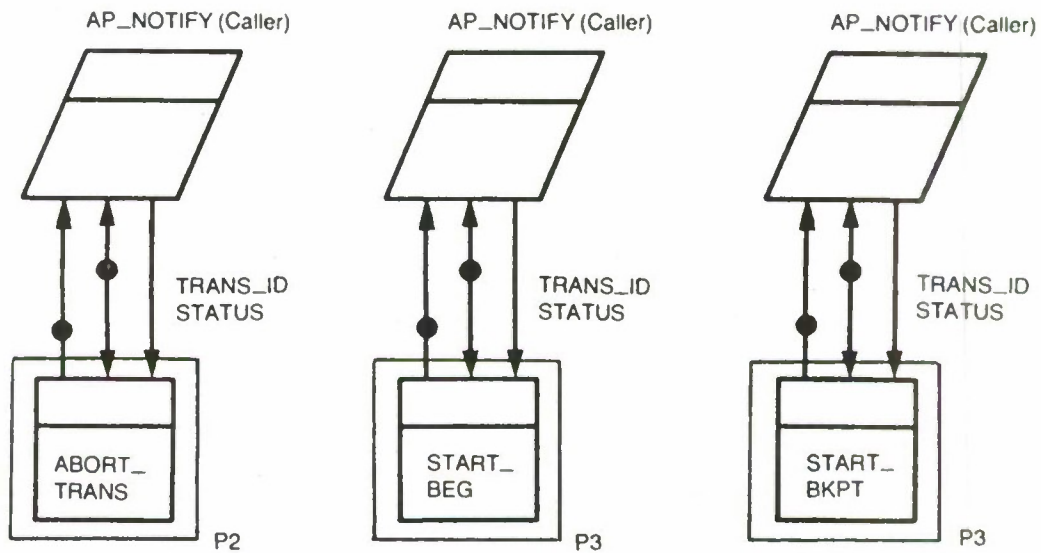 AP_NOTIFY (Caller)
AP_NOTIFY (Caller)
AP_NOTIFY (Caller)
TRANS_ID
STATUS
TRANS_ID
STATUS
TRANS_ID
STATUS
ABORT_
TRANS
P2
START_
BEG
P3
START_
BKPT
P3